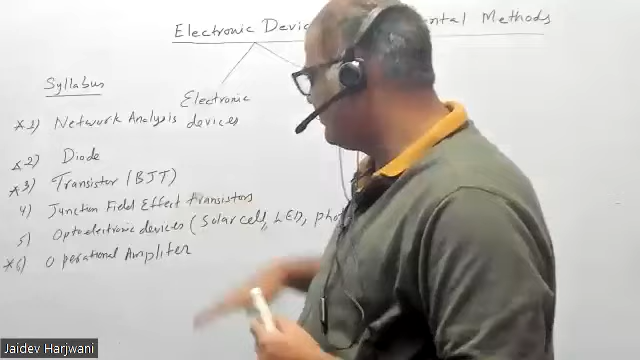 Electronic Devic ental Methods
Syllabus
Electronic
devices
*1) Network Analysis
*2) Diode
*3) Transistor (BJT)
4) Junction Field Effect Transistors
5) Optoelectronic devices (Solar cell, LED, pho
*6) Operational Amplifer
Jaidev Harjwani